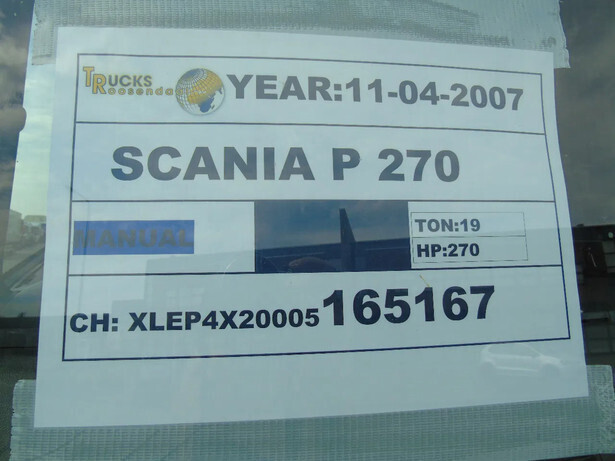 TRUCKS
Roosendaal
YEAR:11-04-2007
SCANIA P 270
MANUAL
TON:19
HP:270
CH: XLEP4X20005165167